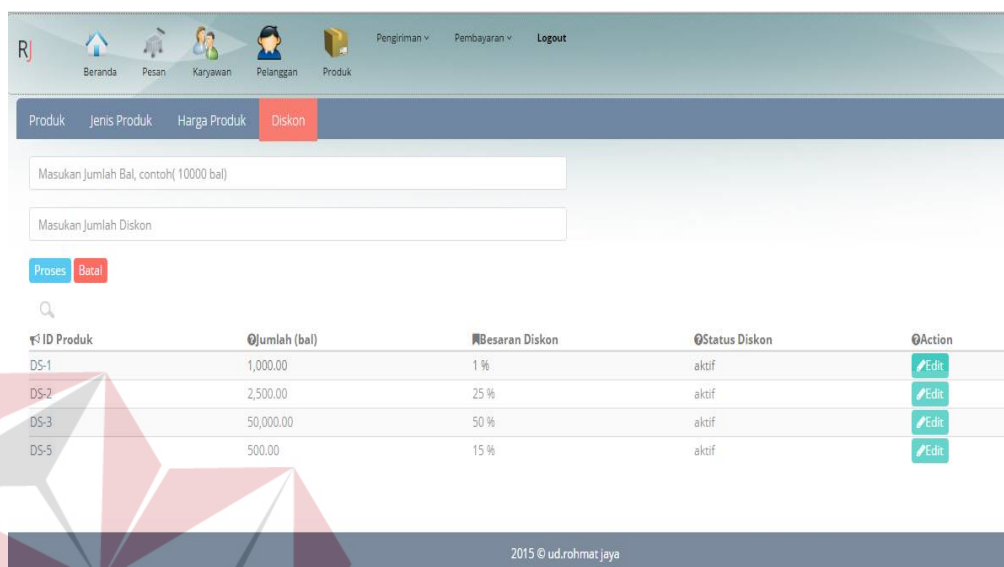 RJ
Beranda Pesan Karyawan Pelanggan Produk Pengiriman Pembayaran Logout
Produk Jenis Produk Harga Produk Diskon
Masukan Jumlah Bal, contoh( 10000 bal)
Masukan Jumlah Diskon
Proses Batal
ID Produk Jumlah (bal) Besaran Diskon Status Diskon Action
DS-1 1,000.00 1 % aktif Edit
DS-2 2,500.00 25 % aktif Edit
DS-3 50,000.00 50 % aktif Edit
DS-5 500.00 15 % aktif Edit
2015 © ud.rohmat jaya